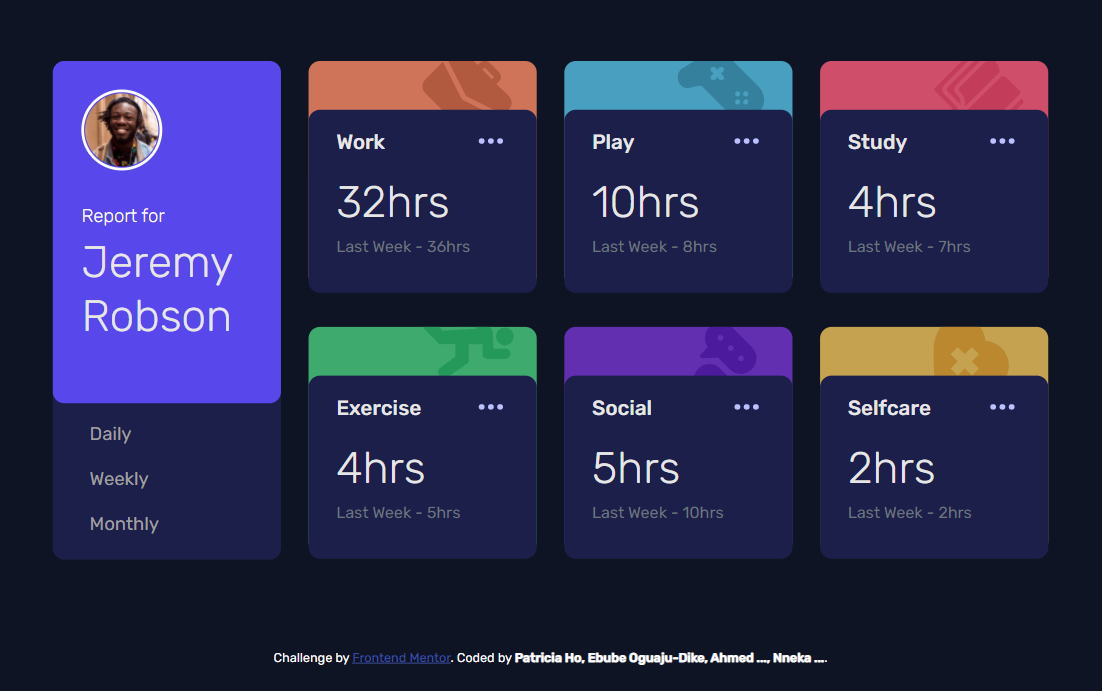 Report for
Jeremy
Robson
Daily
Weekly
Monthly
Work
32hrs
Last Week - 36hrs
Play
10hrs
Last Week - 8hrs
Study
4hrs
Last Week - 7hrs
Exercise
4hrs
Last Week - 5hrs
Social
5hrs
Last Week - 10hrs
Selfcare
2hrs
Last Week - 2hrs
Challenge by Frontend Mentor. Coded by Patricia Ho, Ebube Oguaju-Dike, Ahmed ..., Nneka ....